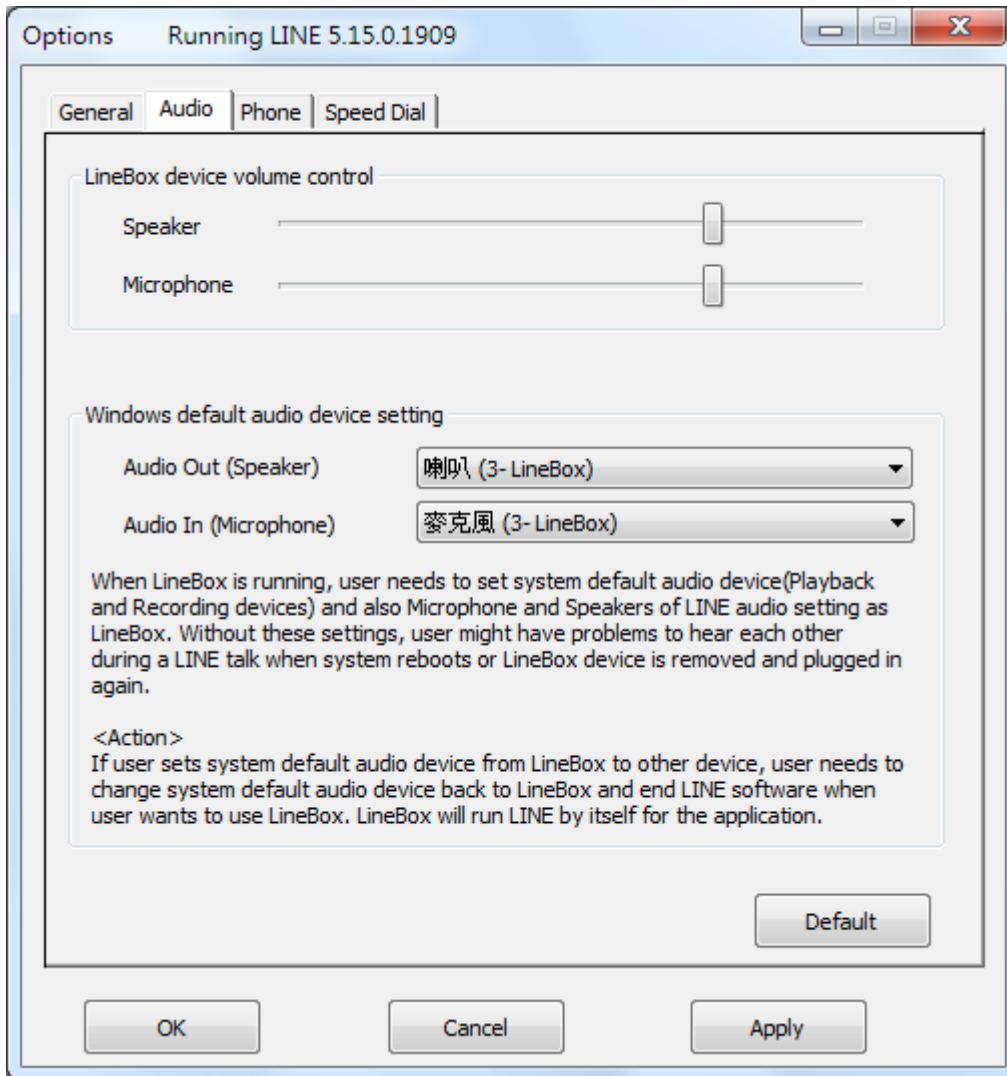 Options Running LINE 5.15.0.1909
General Audio Phone Speed Dial
LineBox device volume control
Speaker
Microphone
Windows default audio device setting
Audio Out (Speaker) 喇叭 (3- LineBox)
Audio In (Microphone) 麥克風 (3- LineBox)
When LineBox is running, user needs to set system default audio device(Playback
and Recording devices) and also Microphone and Speakers of LINE audio setting as
LineBox. Without these settings, user might have problems to hear each other
during a LINE talk when system reboots or LineBox device is removed and plugged in
again.
<Action>
If user sets system default audio device from LineBox to other device, user needs to
change system default audio device back to LineBox and end LINE software when
user wants to use LineBox. LineBox will run LINE by itself for the application.
Default
OK Cancel Apply